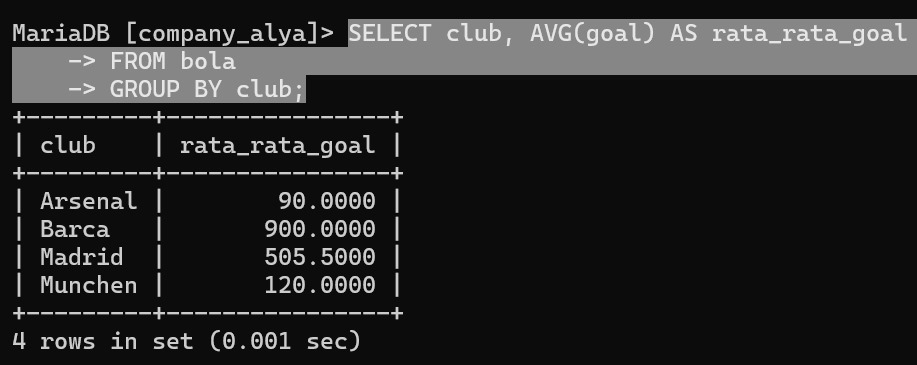 MariaDB [company_alya]> SELECT club, AVG(goal) AS rata_rata_goal
    -> FROM bola
    -> GROUP BY club;
+---------+----------------+
| club    | rata_rata_goal |
+---------+----------------+
| Arsenal |        90.0000 |
| Barca   |       900.0000 |
| Madrid  |       505.5000 |
| Munchen |       120.0000 |
+---------+----------------+
4 rows in set (0.001 sec)